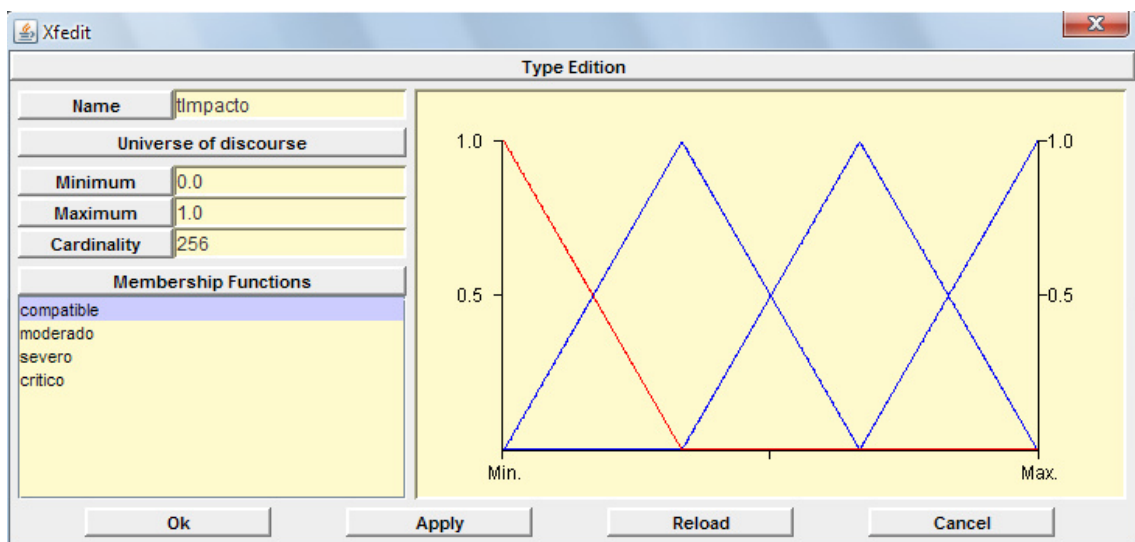 Xfedit
Type Edition
Name tImpacto
Universe of discourse
Minimum 0.0
Maximum 1.0
Cardinality 256
Membership Functions
compatible
moderado
severo
critico
1.0 1.0
0.5 0.5
Min. Max.
Ok Apply Reload Cancel